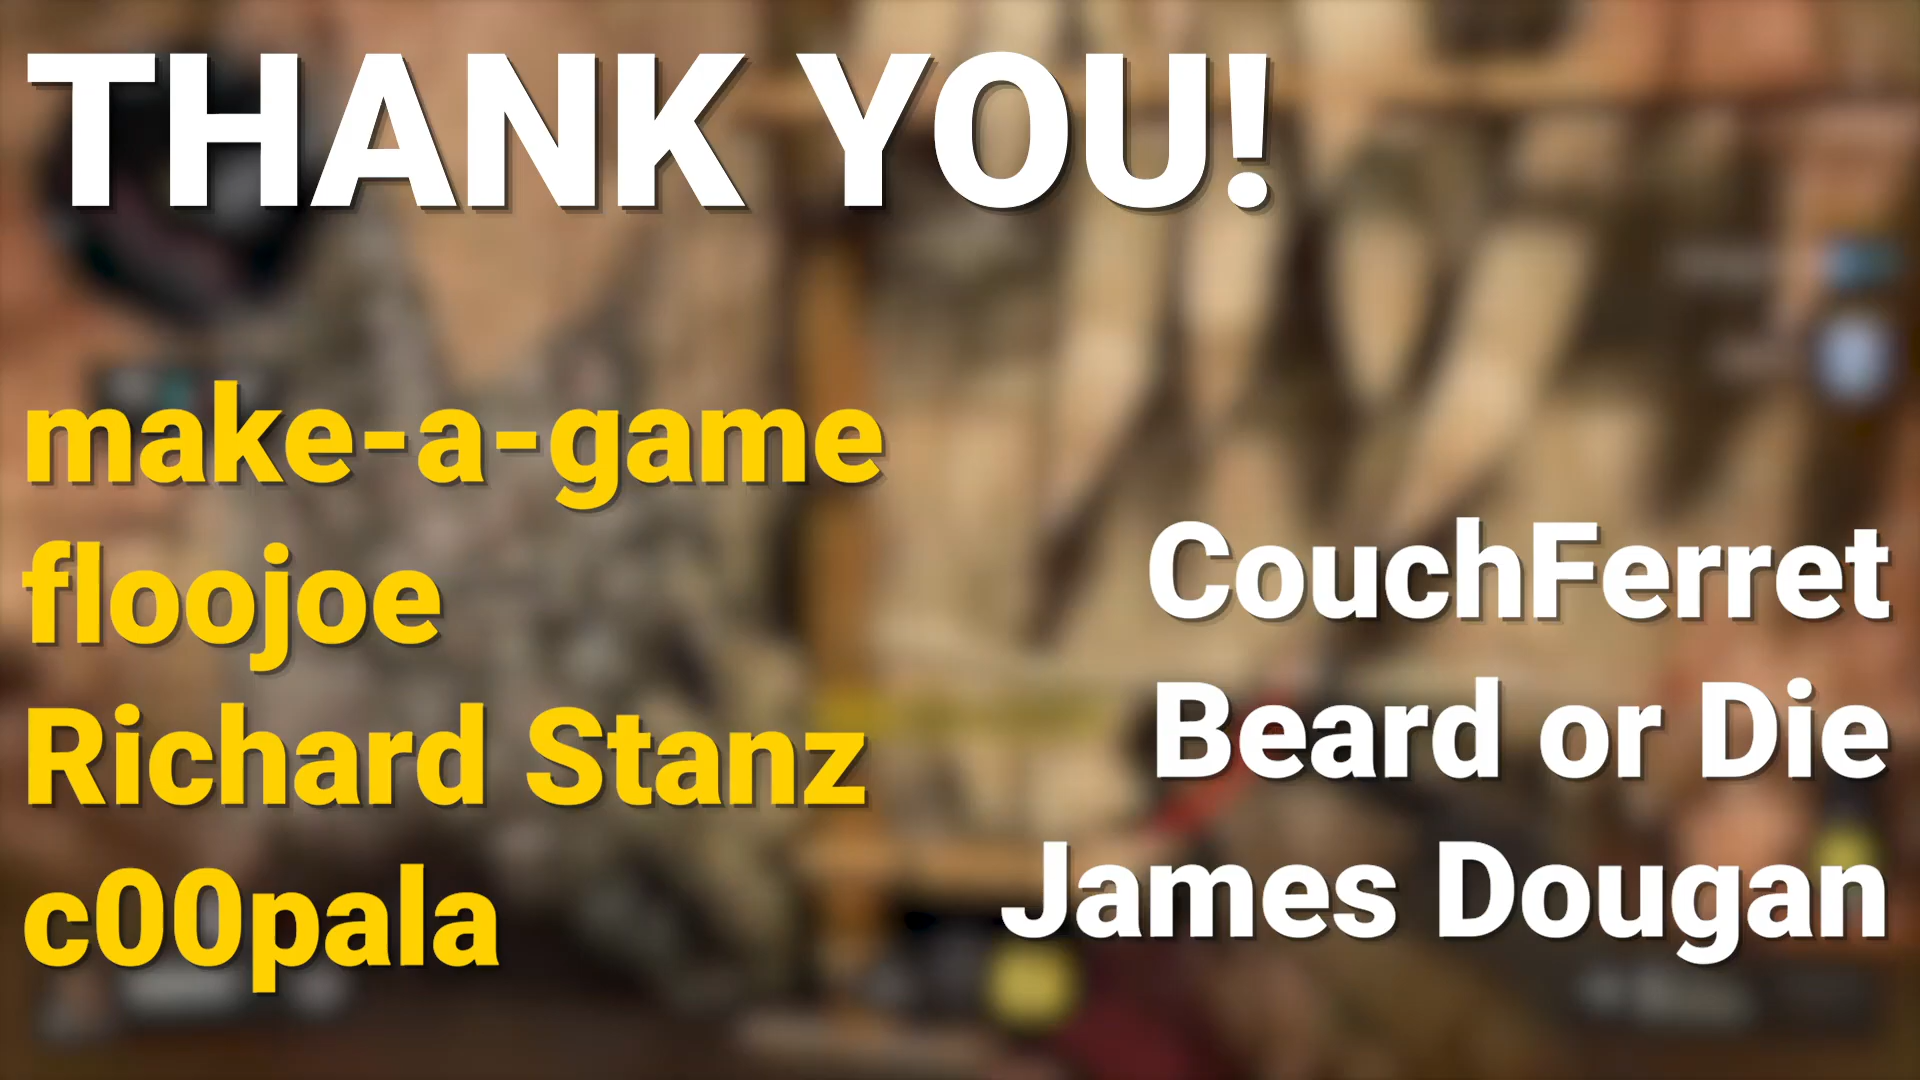 THANK YOU!
make-a-game
floojoe
Richard Stanz
c00pala
CouchFerret
Beard or Die
James Dougan